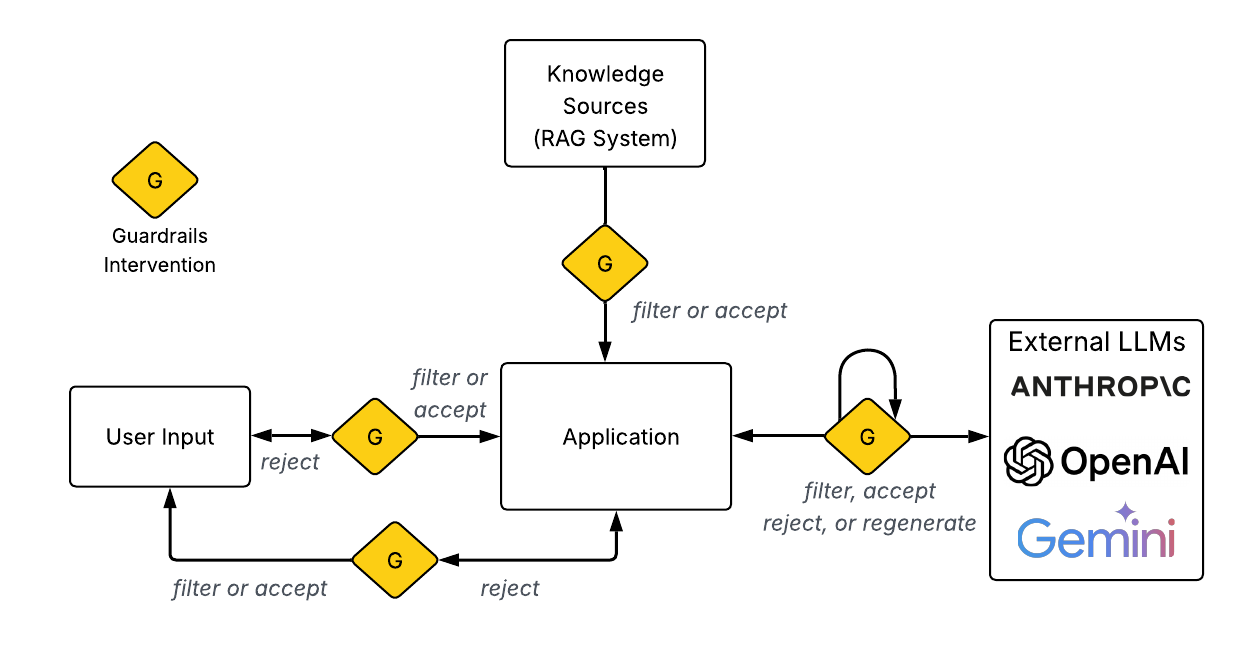 Knowledge
Sources
(RAG System)
G
Guardrails
Intervention
G
filter or accept
External LLMs
ANTHROP\C
OpenAI
Gemini
User Input
reject
G
filter or
accept
Application
G
filter, accept
reject, or regenerate
filter or accept
G
reject